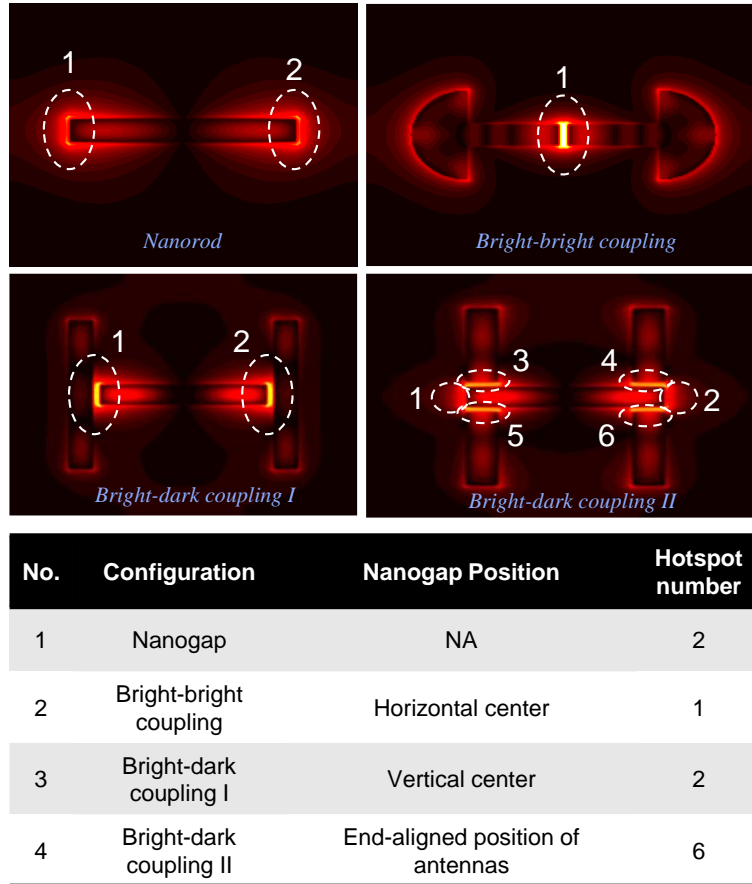 1
2
Nanorod
1
Bright-bright coupling
1
2
Bright-dark coupling I
3
4
1
2
5
6
Bright-dark coupling II
No. Configuration Nanogap Position Hotspot number
1 Nanogap NA 2
2 Bright-bright coupling Horizontal center 1
3 Bright-dark coupling I Vertical center 2
4 Bright-dark coupling II End-aligned position of antennas 6